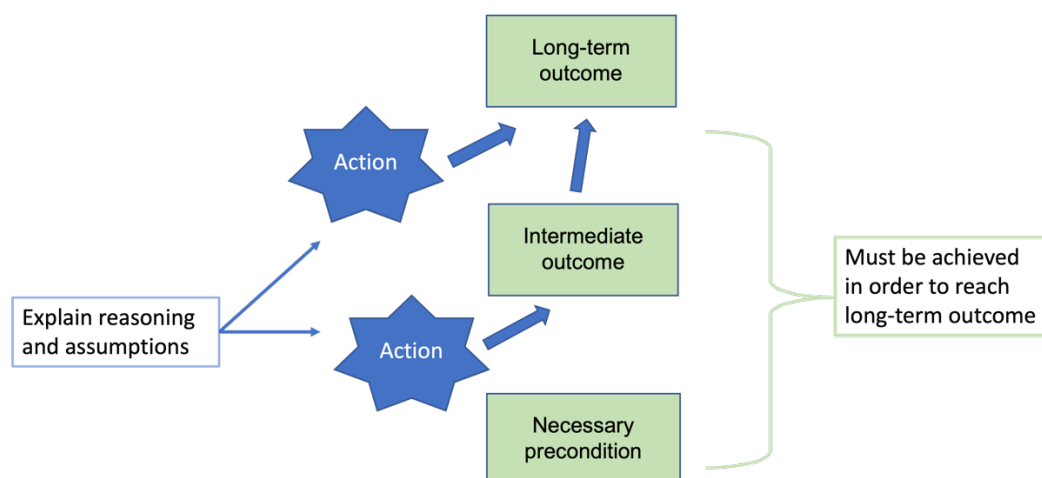 Long-term
outcome
Action
Intermediate
outcome
Must be achieved
in order to reach
long-term outcome
Explain reasoning
and assumptions
Action
Necessary
precondition